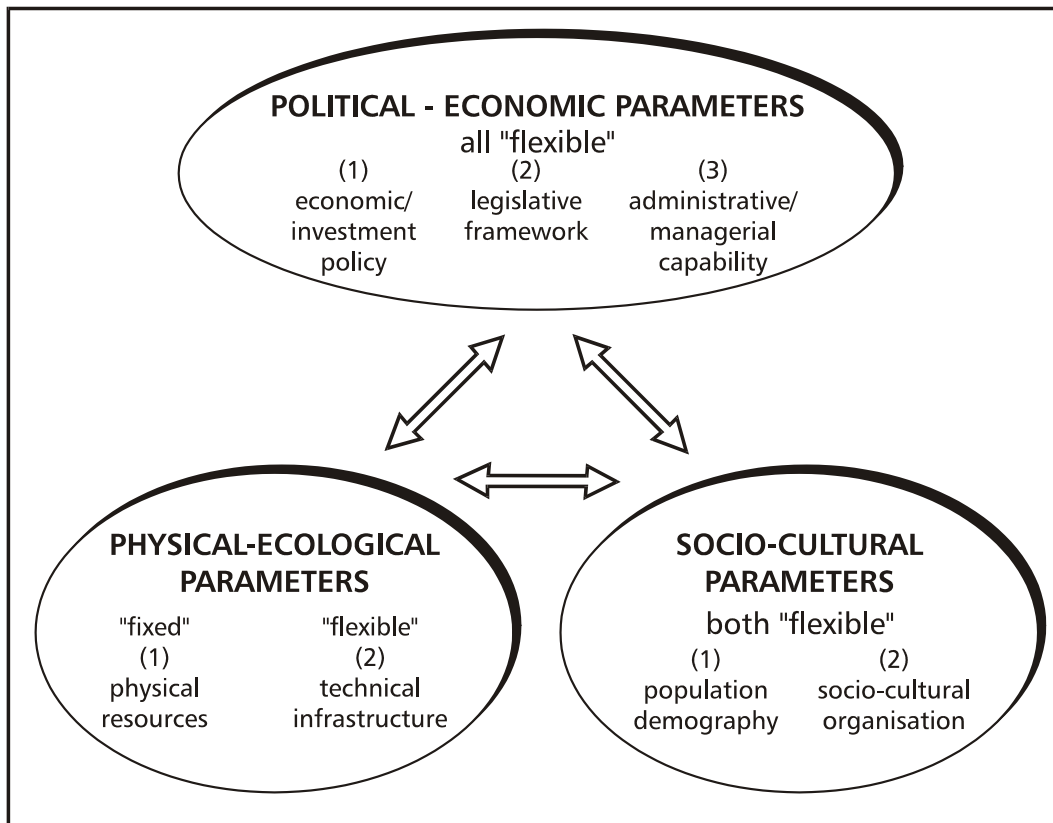 POLITICAL - ECONOMIC PARAMETERS
all "flexible"
(1) (2) (3)
economic/ legislative administrative/
investment framework managerial
policy capability
PHYSICAL-ECOLOGICAL
PARAMETERS
"fixed" "flexible"
(1) (2)
physical technical
resources infrastructure
SOCIO-CULTURAL
PARAMETERS
both "flexible"
(1) (2)
population socio-cultural
demography organisation